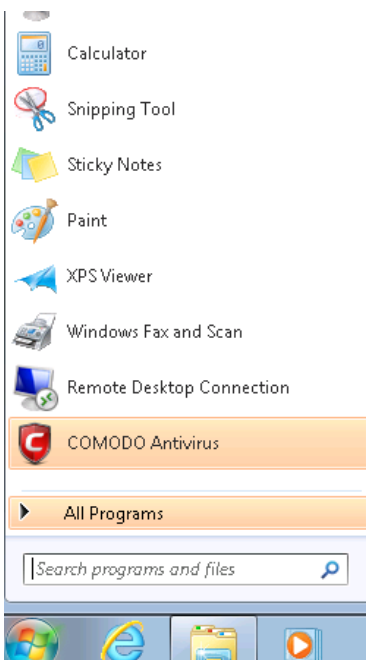 Calculator
Snipping Tool
Sticky Notes
Paint
XPS Viewer
Windows Fax and Scan
Remote Desktop Connection
COMODO Antivirus
All Programs
Search programs and files